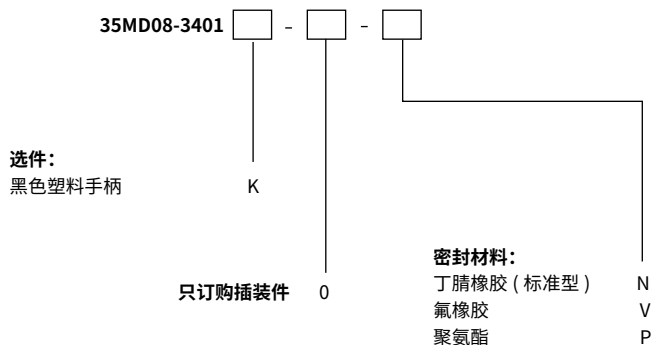 35MD08-3401 - -
选件：
黑色塑料手柄 K
只订购插装件 0
密封材料：
丁腈橡胶 ( 标准型 ) N
氟橡胶 V
聚氨酯 P